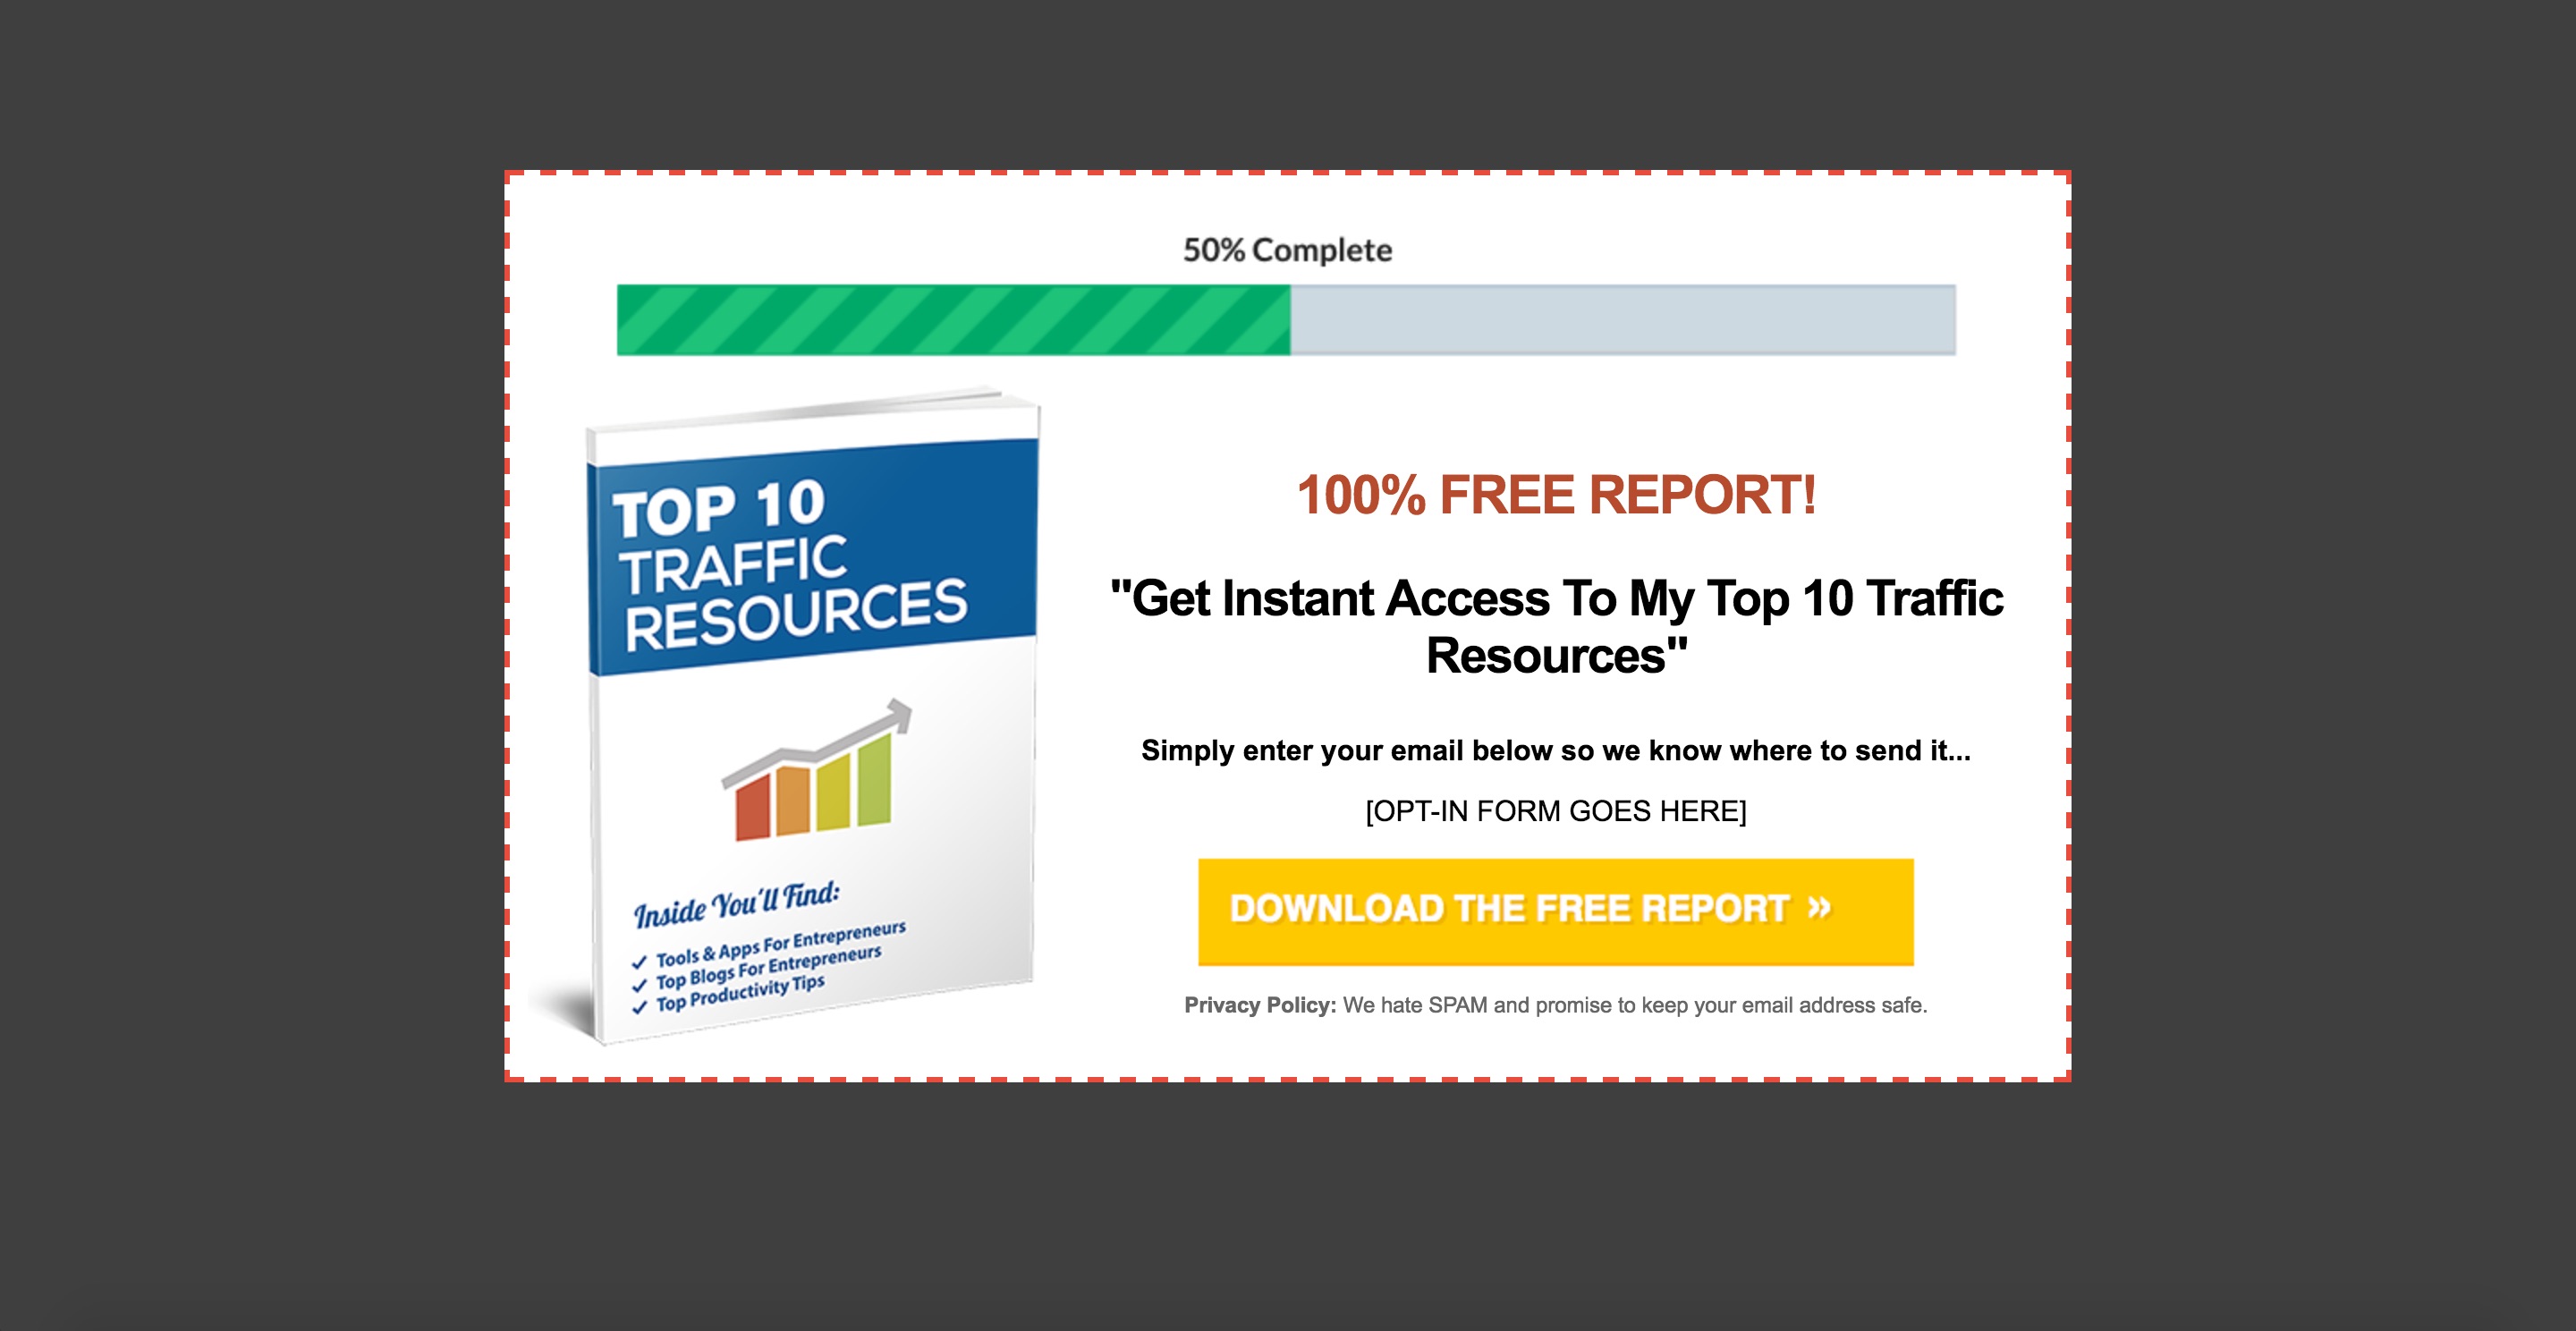 50% Complete
TOP 10
TRAFFIC
RESOURCES
Inside You'll Find:
✓ Tools & Apps For Entrepreneurs
✓ Top Blogs For Entrepreneurs
✓ Top Productivity Tips
100% FREE REPORT!
"Get Instant Access To My Top 10 Traffic
Resources"
Simply enter your email below so we know where to send it...
[OPT-IN FORM GOES HERE]
DOWNLOAD THE FREE REPORT »
Privacy Policy: We hate SPAM and promise to keep your email address safe.